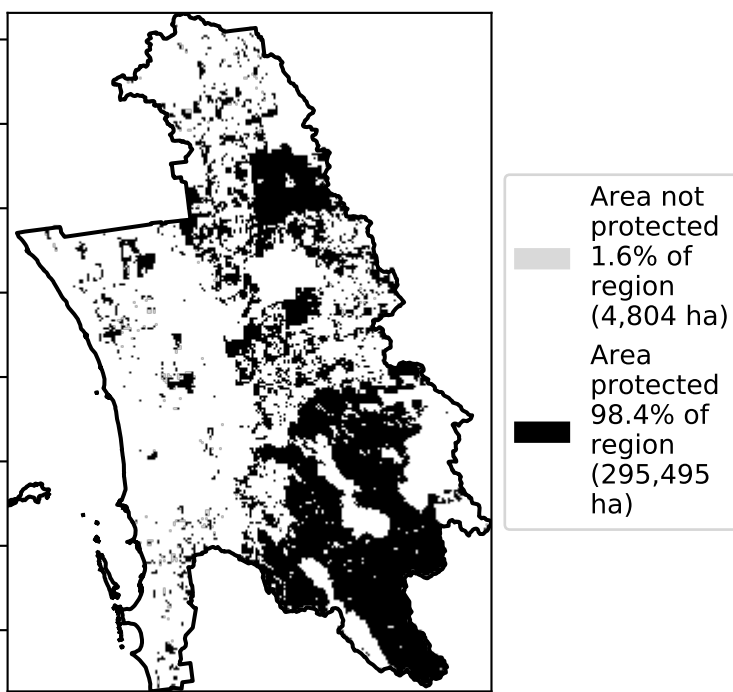 Area not
protected
1.6% of
region
(4,804 ha)
Area
protected
98.4% of
region
(295,495
ha)